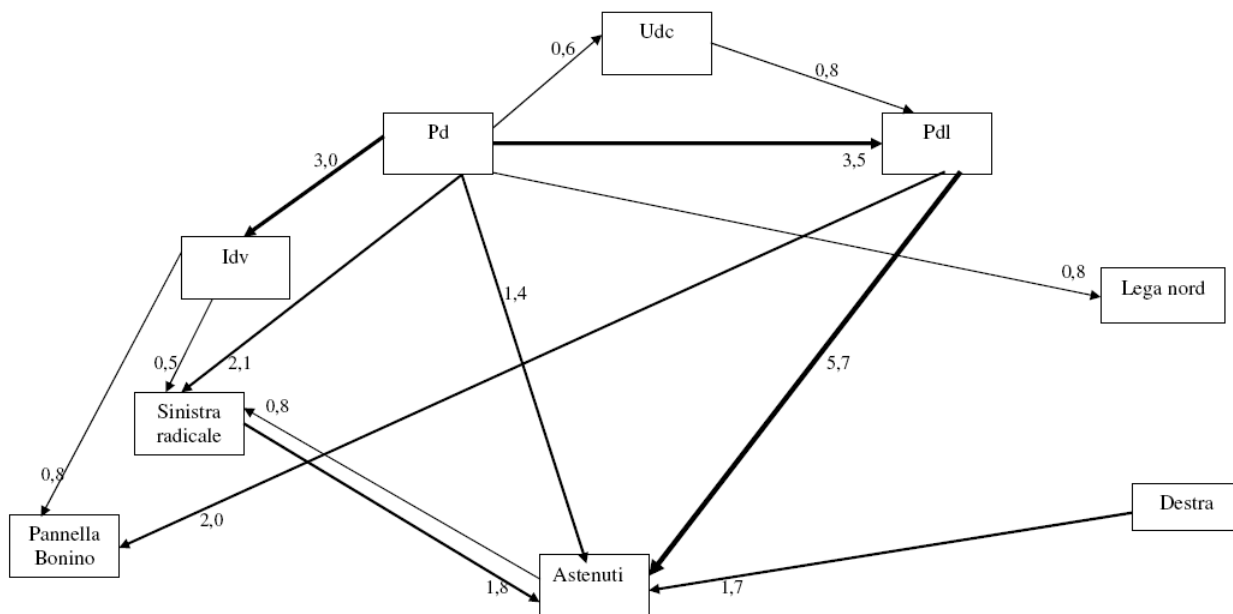 Udc
0,6
0,8
Pd
Pdl
3,0
3,5
Idv
0,8
Lega nord
1,4
0,5
2,1
5,7
Sinistra
radicale
0,8
0,8
Pannella
Bonino
2,0
Destra
Astenuti
1,8
1,7